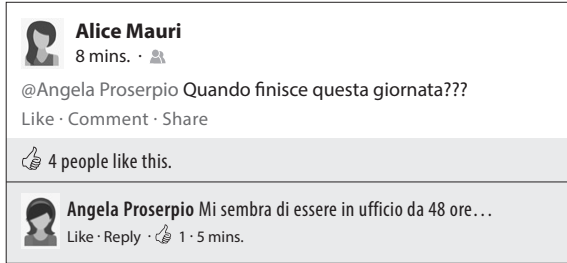 Alice Mauri
8 mins. ·
@Angela Proserpio Quando finisce questa giornata???
Like · Comment · Share
4 people like this.
Angela Proserpio Mi sembra di essere in ufficio da 48 ore…
Like · Reply · 1 · 5 mins.